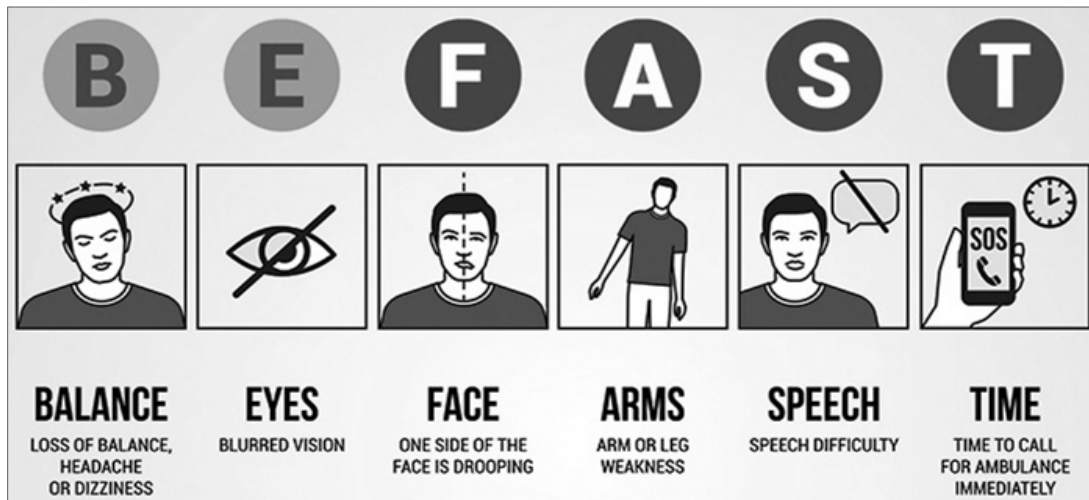 B E F A S T
SOS
BALANCE
LOSS OF BALANCE,
HEADACHE
OR DIZZINESS
EYES
BLURRED VISION
FACE
ONE SIDE OF THE
FACE IS DROOPING
ARMS
ARM OR LEG
WEAKNESS
SPEECH
SPEECH DIFFICULTY
TIME
TIME TO CALL
FOR AMBULANCE
IMMEDIATELY